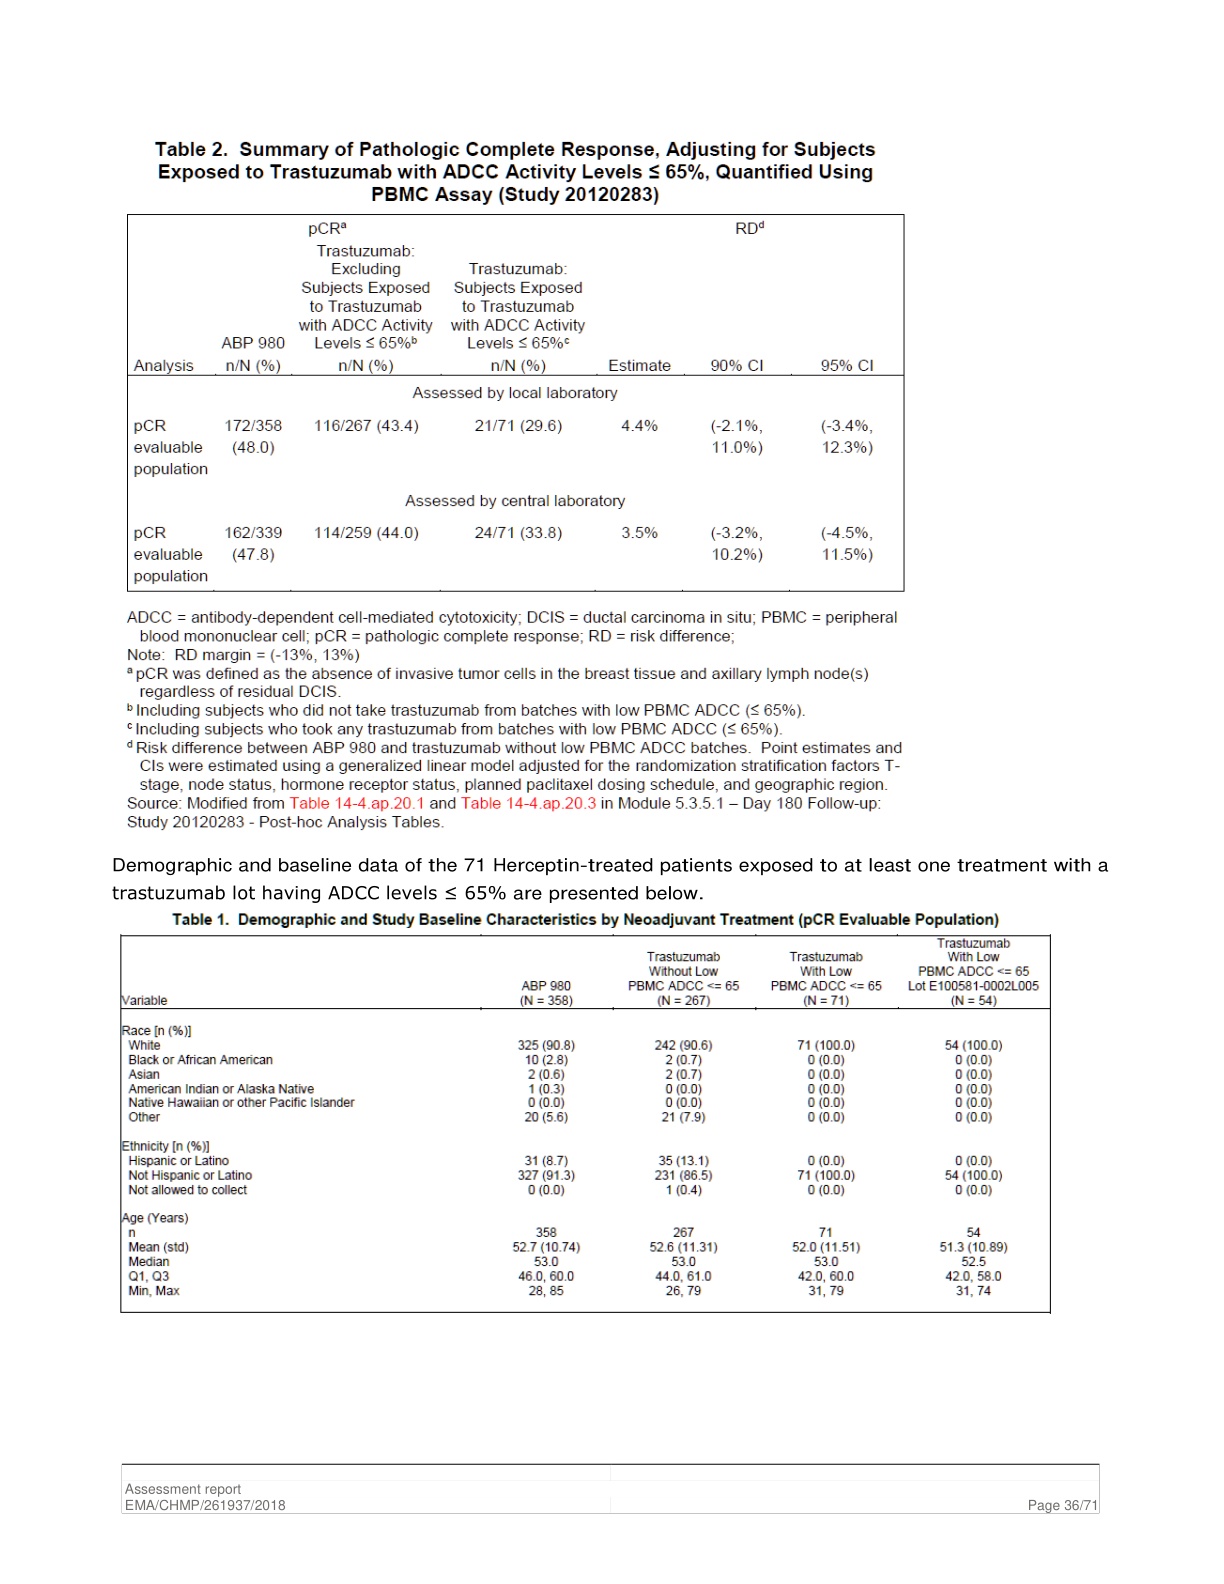 Table 2. Summary of Pathologic Complete Response, Adjusting for Subjects
Exposed to Trastuzumab with ADCC Activity Levels ≤ 65%, Quantified Using
PBMC Assay (Study 20120283)
pCRᵃ RDᵈ
Trastuzumab:
Excluding Trastuzumab:
Subjects Exposed Subjects Exposed
to Trastuzumab to Trastuzumab
with ADCC Activity with ADCC Activity
ABP 980 Levels ≤ 65%ᵇ Levels ≤ 65%ᶜ
Analysis n/N (%) n/N (%) n/N (%) Estimate 90% CI 95% CI
Assessed by local laboratory
pCR 172/358 116/267 (43.4) 21/71 (29.6) 4.4% (-2.1%, (-3.4%,
evaluable (48.0) 11.0%) 12.3%)
population
Assessed by central laboratory
pCR 162/339 114/259 (44.0) 24/71 (33.8) 3.5% (-3.2%, (-4.5%,
evaluable (47.8) 10.2%) 11.5%)
population
ADCC = antibody-dependent cell-mediated cytotoxicity; DCIS = ductal carcinoma in situ; PBMC = peripheral
blood mononuclear cell; pCR = pathologic complete response; RD = risk difference;
Note: RD margin = (-13%, 13%)
ᵃ pCR was defined as the absence of invasive tumor cells in the breast tissue and axillary lymph node(s)
regardless of residual DCIS.
ᵇ Including subjects who did not take trastuzumab from batches with low PBMC ADCC (≤ 65%).
ᶜ Including subjects who took any trastuzumab from batches with low PBMC ADCC (≤ 65%).
ᵈ Risk difference between ABP 980 and trastuzumab without low PBMC ADCC batches. Point estimates and
CIs were estimated using a generalized linear model adjusted for the randomization stratification factors T-
stage, node status, hormone receptor status, planned paclitaxel dosing schedule, and geographic region.
Source: Modified from Table 14-4.ap.20.1 and Table 14-4.ap.20.3 in Module 5.3.5.1 – Day 180 Follow-up:
Study 20120283 - Post-hoc Analysis Tables.
Demographic and baseline data of the 71 Herceptin-treated patients exposed to at least one treatment with a
trastuzumab lot having ADCC levels ≤ 65% are presented below.
Table 1. Demographic and Study Baseline Characteristics by Neoadjuvant Treatment (pCR Evaluable Population)
Trastuzumab
Trastuzumab Trastuzumab With Low
Without Low With Low PBMC ADCC <= 65
ABP 980 PBMC ADCC <= 65 PBMC ADCC <= 65 Lot E100581-0002L005
Variable (N = 358) (N = 267) (N = 71) (N = 54)
Race [n (%)]
White 325 (90.8) 242 (90.6) 71 (100.0) 54 (100.0)
Black or African American 10 (2.8) 2 (0.7) 0 (0.0) 0 (0.0)
Asian 2 (0.6) 2 (0.7) 0 (0.0) 0 (0.0)
American Indian or Alaska Native 1 (0.3) 0 (0.0) 0 (0.0) 0 (0.0)
Native Hawaiian or other Pacific Islander 0 (0.0) 0 (0.0) 0 (0.0) 0 (0.0)
Other 20 (5.6) 21 (7.9) 0 (0.0) 0 (0.0)
Ethnicity [n (%)]
Hispanic or Latino 31 (8.7) 35 (13.1) 0 (0.0) 0 (0.0)
Not Hispanic or Latino 327 (91.3) 231 (86.5) 71 (100.0) 54 (100.0)
Not allowed to collect 0 (0.0) 1 (0.4) 0 (0.0) 0 (0.0)
Age (Years)
n 358 267 71 54
Mean (std) 52.7 (10.74) 52.6 (11.31) 52.0 (11.51) 51.3 (10.89)
Median 53.0 53.0 53.0 52.5
Q1, Q3 46.0, 60.0 44.0, 61.0 42.0, 60.0 42.0, 58.0
Min, Max 28, 85 26, 79 31, 79 31, 74
Assessment report
EMA/CHMP/261937/2018 Page 36/71